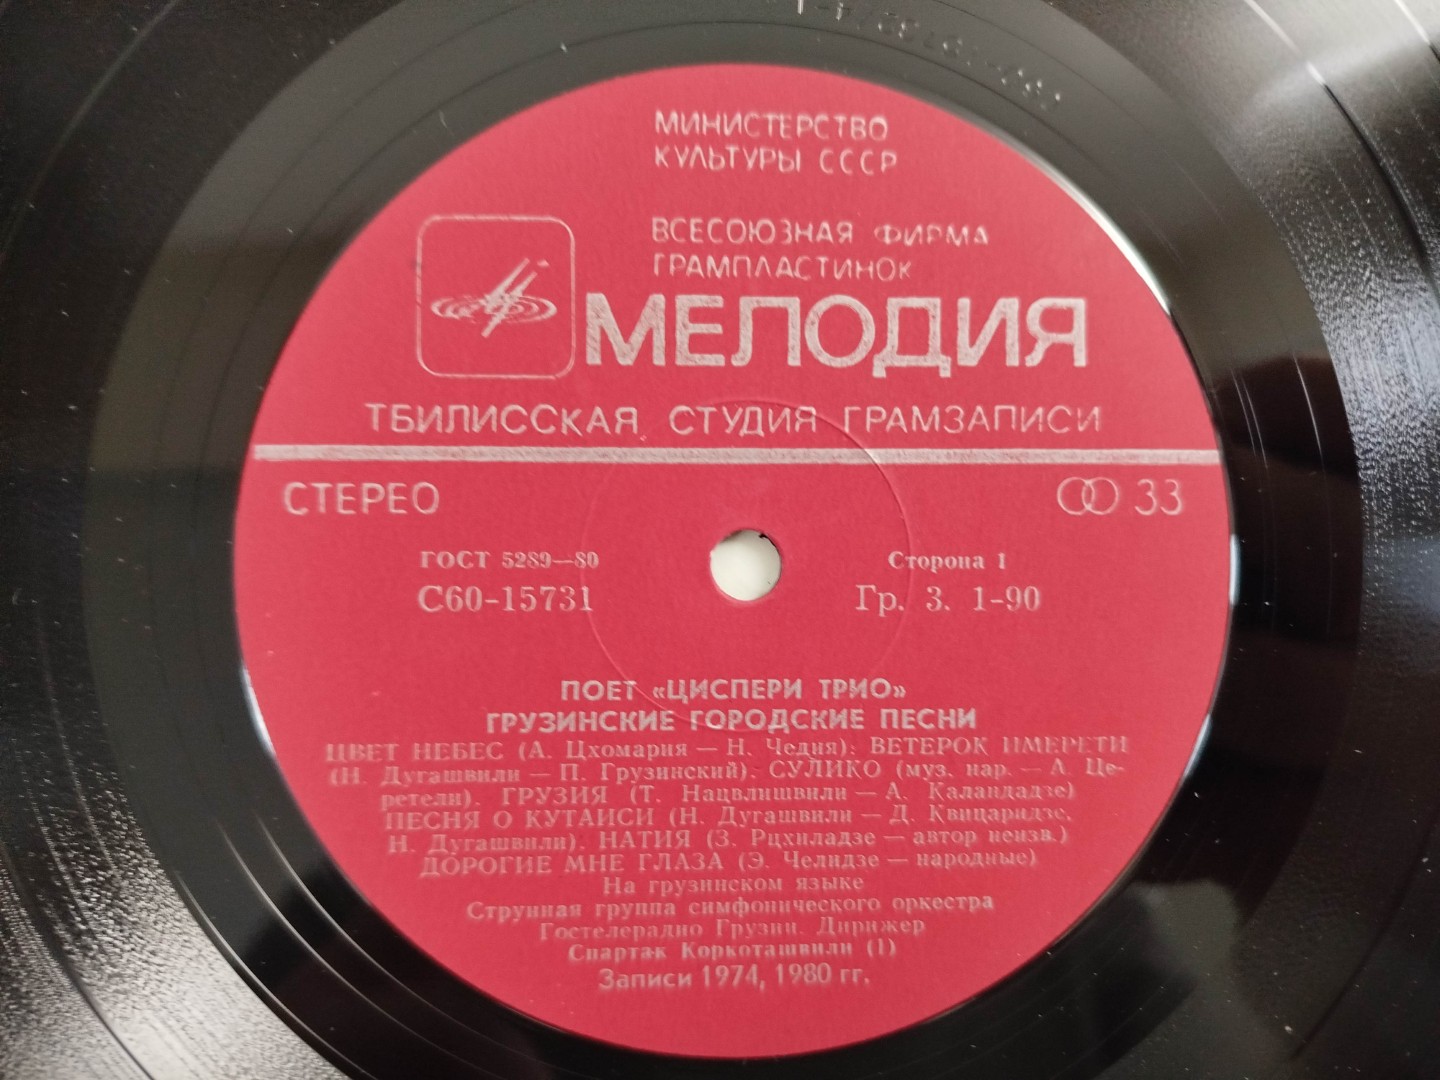 МИНИСТЕРСТВО
КУЛЬТУРЫ СССР
ВСЕСОЮЗНАЯ ФИРМА
ГРАМПЛАСТИНОК
МЕЛОДИЯ
ТБИЛИССКАЯ СТУДИЯ ГРАМЗАПИСИ
СТЕРЕО
33
ГОСТ 5289—80
Сторона 1
С60-15731
Гр. 3. 1-90
ПОЕТ «ЦИСПЕРИ ТРИО»
ГРУЗИНСКИЕ ГОРОДСКИЕ ПЕСНИ
ЦВЕТ НЕБЕС (А. Цхомария — Н. Чедия); ВЕТЕРОК ИМЕРЕТИ
(Н. Дугашвили — П. Грузинский). СУЛИКО (муз. нар. — А. Це-
ретели). ГРУЗИЯ (Т. Нацвлишвили — А. Каландадзе)
ПЕСНЯ О КУТАИСИ (Н. Дугашвили — Д. Квицаридзе,
Н. Дугашвили); НАТИЯ (З. Рцхиладзе — автор неизв.)
ДОРОГИЕ МНЕ ГЛАЗА (Э. Челидзе — народные)
На грузинском языке
Струнная группа симфонического оркестра
Гостелерадио Грузии. Дирижер
Спартак Коркоташвили (1)
Записи 1974, 1980 гг.